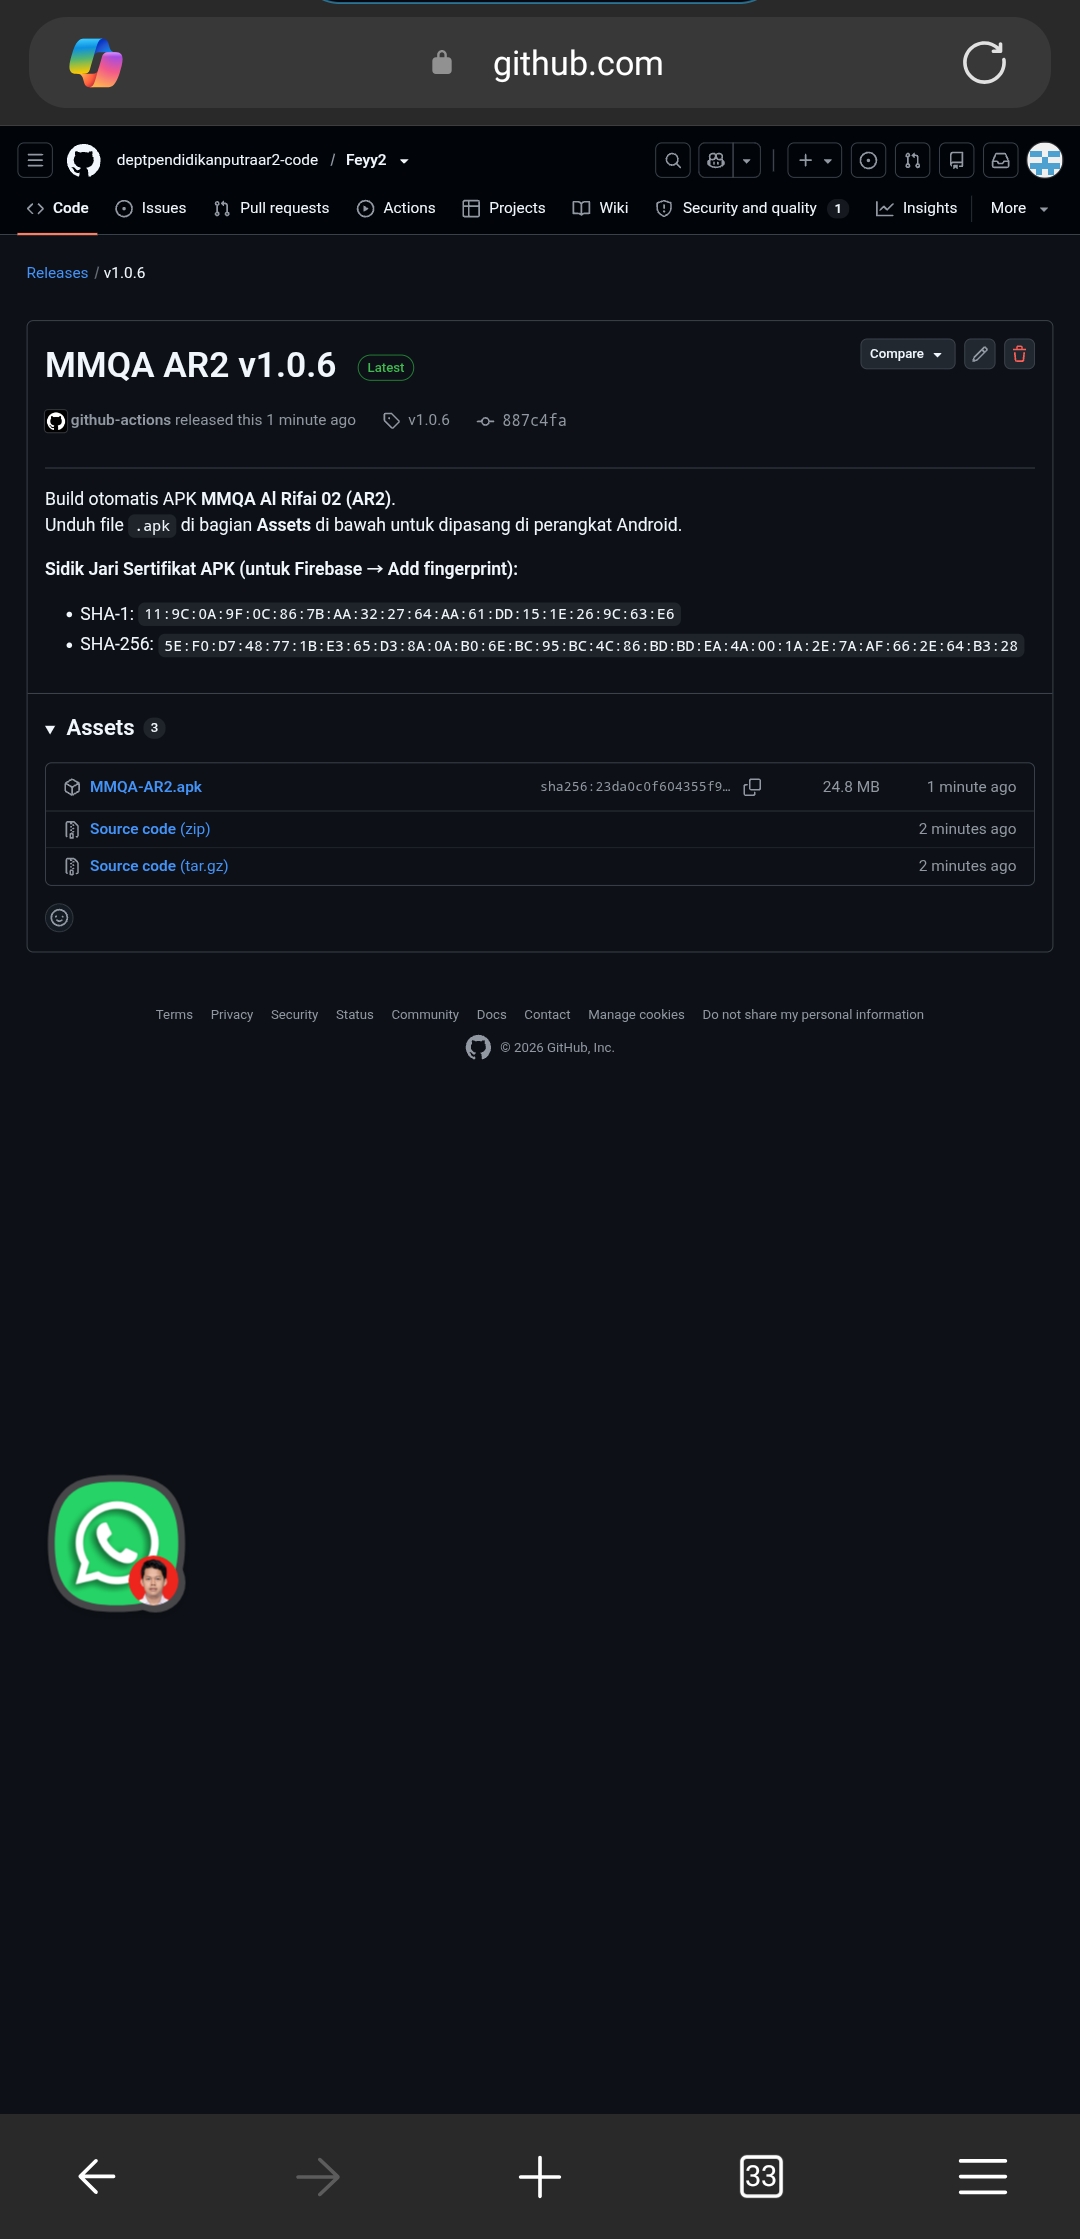 github.com
deptpendidikanputraar2-code / Feyy2
Code Issues Pull requests Actions Projects Wiki Security and quality 1 Insights More
Releases / v1.0.6
MMQA AR2 v1.0.6 Latest Compare
github-actions released this 1 minute ago v1.0.6 887c4fa
Build otomatis APK MMQA Al Rifai 02 (AR2).
Unduh file .apk di bagian Assets di bawah untuk dipasang di perangkat Android.
Sidik Jari Sertifikat APK (untuk Firebase → Add fingerprint):
• SHA-1: 11:9C:0A:9F:0C:86:7B:AA:32:27:64:AA:61:DD:15:1E:26:9C:63:E6
• SHA-256: 5E:F0:D7:48:77:1B:E3:65:D3:8A:0A:B0:6E:BC:95:BC:4C:86:BD:BD:EA:4A:00:1A:2E:7A:AF:66:2E:64:B3:28
Assets 3
MMQA-AR2.apk sha256:23da0c0f604355f9… 24.8 MB 1 minute ago
Source code (zip) 2 minutes ago
Source code (tar.gz) 2 minutes ago
Terms Privacy Security Status Community Docs Contact Manage cookies Do not share my personal information
© 2026 GitHub, Inc.
33